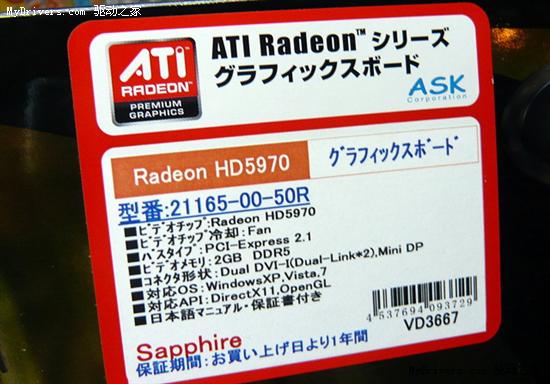 MyDrivers.com 驱动之家
ATI
RADEON
PREMIUM
GRAPHICS
ATI Radeon™ シリーズ
グラフィックスボード
ASK
Corporation
Radeon HD5970
グラフィックスボード
型番:21165-00-50R
■ビデオチップ:Radeon HD5970
■ビデオチップ冷却:Fan
■バスタイプ:PCI-Express 2.1
■ビデオメモリ:2GB DDR5
■コネクタ形状:Dual DVI-I(Dual-Link*2),Mini DP
■対応OS:WindowsXP,Vista,7
■対応API:DirectX11,OpenGL
■日本語マニュアル・保証書付き
4537694093729
VD3667
Sapphire
保証期間:お買い上げ日より1年間
MyDrivers.com 驱动之家